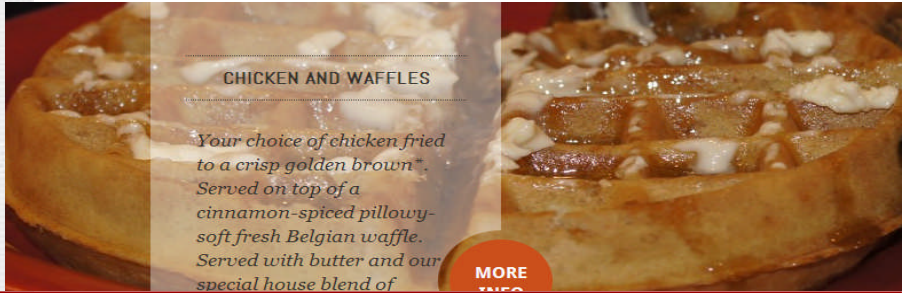 CHICKEN AND WAFFLES
Your choice of chicken fried
to a crisp golden brown*.
Served on top of a
cinnamon-spiced pillowy-
soft fresh Belgian waffle.
Served with butter and our
special house blend of
MORE
INFO